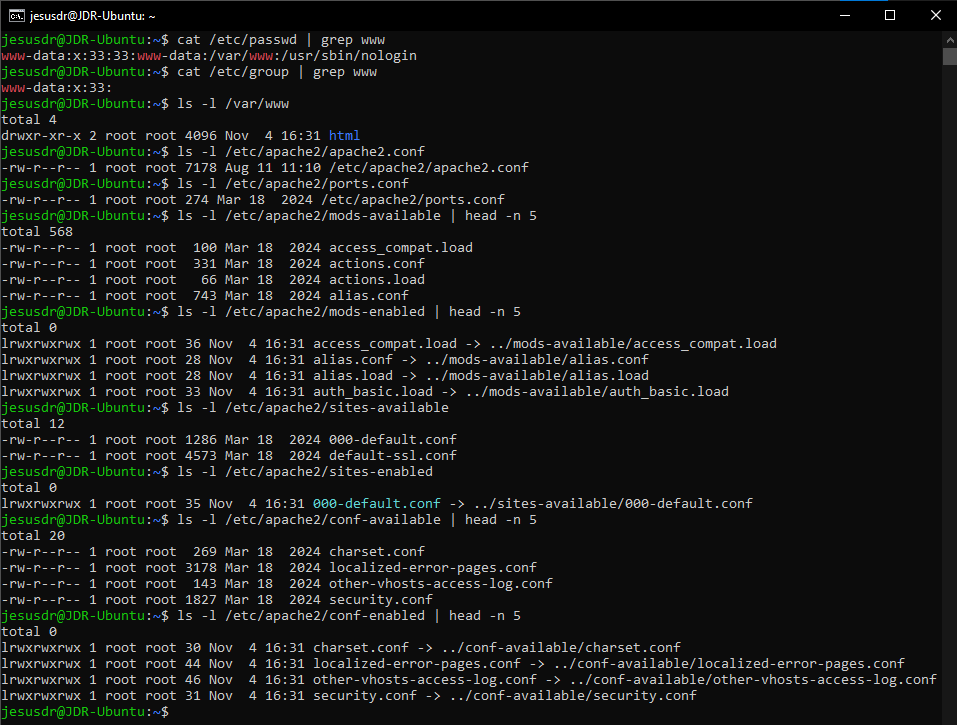 jesusdr@JDR-Ubuntu: ~
jesusdr@JDR-Ubuntu:~$ cat /etc/passwd | grep www
www-data:x:33:33:www-data:/var/www:/usr/sbin/nologin
jesusdr@JDR-Ubuntu:~$ cat /etc/group | grep www
www-data:x:33:
jesusdr@JDR-Ubuntu:~$ ls -l /var/www
total 4
drwxr-xr-x 2 root root 4096 Nov  4 16:31 html
jesusdr@JDR-Ubuntu:~$ ls -l /etc/apache2/apache2.conf
-rw-r--r-- 1 root root 7178 Aug 11 11:10 /etc/apache2/apache2.conf
jesusdr@JDR-Ubuntu:~$ ls -l /etc/apache2/ports.conf
-rw-r--r-- 1 root root 274 Mar 18  2024 /etc/apache2/ports.conf
jesusdr@JDR-Ubuntu:~$ ls -l /etc/apache2/mods-available | head -n 5
total 568
-rw-r--r-- 1 root root  100 Mar 18  2024 access_compat.load
-rw-r--r-- 1 root root  331 Mar 18  2024 actions.conf
-rw-r--r-- 1 root root   66 Mar 18  2024 actions.load
-rw-r--r-- 1 root root  743 Mar 18  2024 alias.conf
jesusdr@JDR-Ubuntu:~$ ls -l /etc/apache2/mods-enabled | head -n 5
total 0
lrwxrwxrwx 1 root root 36 Nov  4 16:31 access_compat.load -> ../mods-available/access_compat.load
lrwxrwxrwx 1 root root 28 Nov  4 16:31 alias.conf -> ../mods-available/alias.conf
lrwxrwxrwx 1 root root 28 Nov  4 16:31 alias.load -> ../mods-available/alias.load
lrwxrwxrwx 1 root root 33 Nov  4 16:31 auth_basic.load -> ../mods-available/auth_basic.load
jesusdr@JDR-Ubuntu:~$ ls -l /etc/apache2/sites-available
total 12
-rw-r--r-- 1 root root 1286 Mar 18  2024 000-default.conf
-rw-r--r-- 1 root root 4573 Mar 18  2024 default-ssl.conf
jesusdr@JDR-Ubuntu:~$ ls -l /etc/apache2/sites-enabled
total 0
lrwxrwxrwx 1 root root 35 Nov  4 16:31 000-default.conf -> ../sites-available/000-default.conf
jesusdr@JDR-Ubuntu:~$ ls -l /etc/apache2/conf-available | head -n 5
total 20
-rw-r--r-- 1 root root  269 Mar 18  2024 charset.conf
-rw-r--r-- 1 root root 3178 Mar 18  2024 localized-error-pages.conf
-rw-r--r-- 1 root root  143 Mar 18  2024 other-vhosts-access-log.conf
-rw-r--r-- 1 root root 1827 Mar 18  2024 security.conf
jesusdr@JDR-Ubuntu:~$ ls -l /etc/apache2/conf-enabled | head -n 5
total 0
lrwxrwxrwx 1 root root 30 Nov  4 16:31 charset.conf -> ../conf-available/charset.conf
lrwxrwxrwx 1 root root 44 Nov  4 16:31 localized-error-pages.conf -> ../conf-available/localized-error-pages.conf
lrwxrwxrwx 1 root root 46 Nov  4 16:31 other-vhosts-access-log.conf -> ../conf-available/other-vhosts-access-log.conf
lrwxrwxrwx 1 root root 31 Nov  4 16:31 security.conf -> ../conf-available/security.conf
jesusdr@JDR-Ubuntu:~$